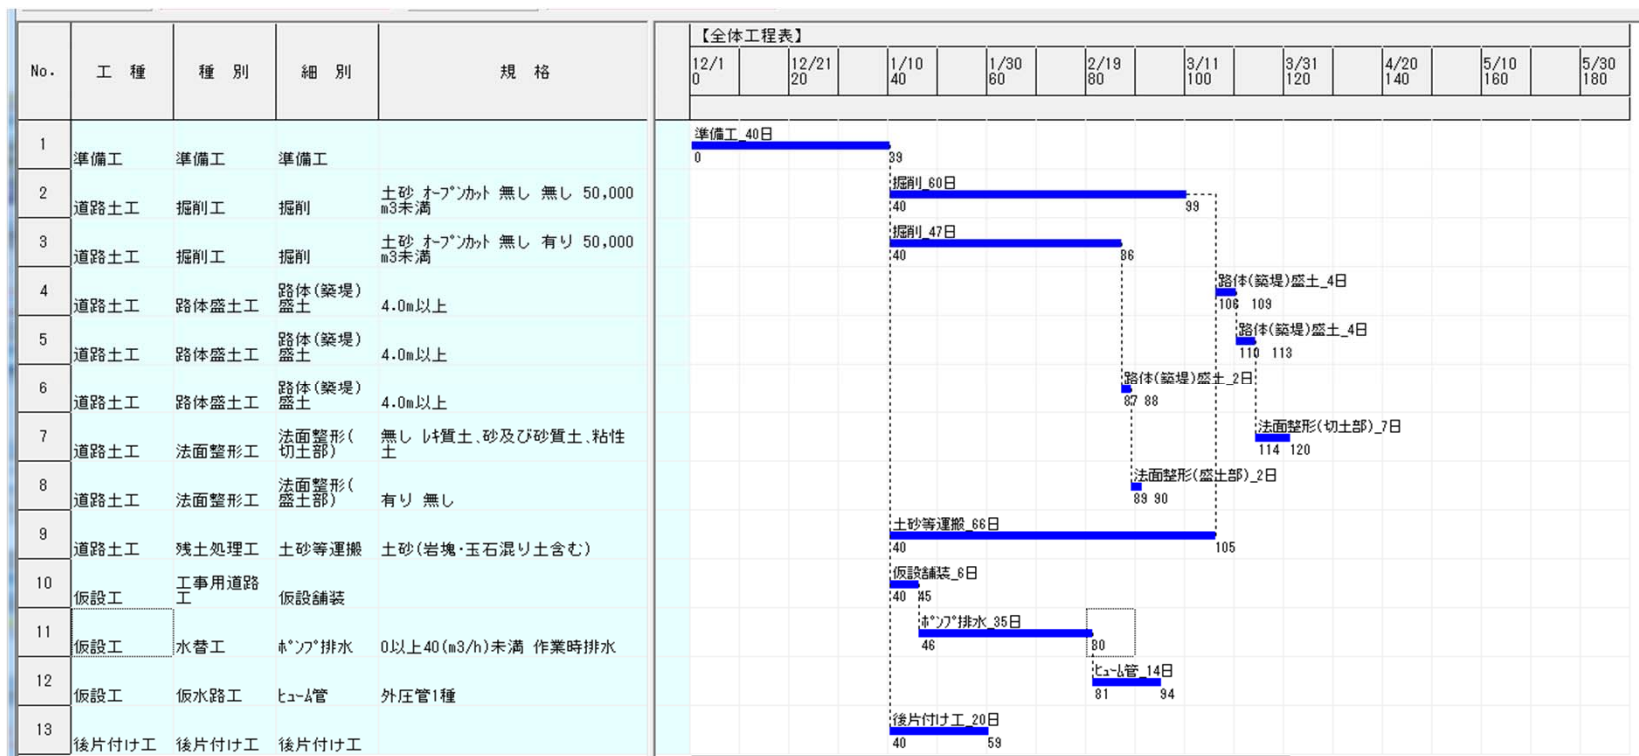 【全体工程表】
No. 工 種 種 別 細 別 規 格
12/1 12/21 1/10 1/30 2/19 3/11 3/31 4/20 5/10 5/30
0 20 40 60 80 100 120 140 160 180
準備工_40日
1 準備工 準備工 準備工
0 39
掘削_60日
2 道路土工 掘削工 掘削 土砂 オープンカット 無し 無し 50,000
m3未満
40 99
掘削_47日
3 道路土工 掘削工 掘削 土砂 オープンカット 無し 有り 50,000
m3未満
40 86
路体(築堤)盛土_4日
4 道路土工 路体盛土工 路体(築堤)
盛土 4.0m以上
106 109
路体(築堤)盛土_4日
5 道路土工 路体盛土工 路体(築堤)
盛土 4.0m以上
110 113
路体(築堤)盛土_2日
6 道路土工 路体盛土工 路体(築堤)
盛土 4.0m以上
87 88
法面整形(切土部)_7日
7 道路土工 法面整形工 法面整形(
切土部) 無し レキ質土、砂及び砂質土、粘性
土
114 120
法面整形(盛土部)_2日
8 道路土工 法面整形工 法面整形(
盛土部) 有り 無し
89 90
土砂等運搬_66日
9 道路土工 残土処理工 土砂等運搬 土砂(岩塊・玉石混り土含む)
40 105
仮設舗装_6日
10 仮設工 工事用道路
工 仮設舗装
40 45
ポンプ排水_35日
11 仮設工 水替工 ポンプ排水 0以上40(m3/h)未満 作業時排水
46 80
ヒューム管_14日
12 仮設工 仮水路工 ヒューム管 外圧管1種
81 94
後片付け工_20日
13 後片付け工 後片付け工 後片付け工
40 59